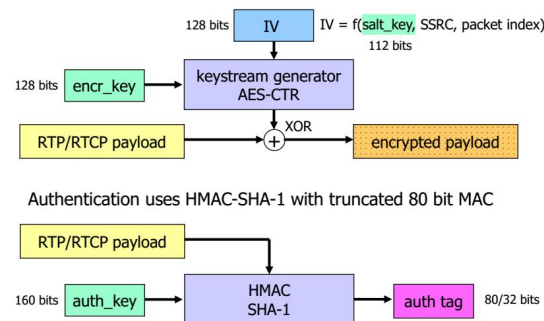 128 bits IV IV = f(salt_key, SSRC, packet index)
112 bits
128 bits encr_key keystream generator
AES-CTR
XOR
RTP/RTCP payload + encrypted payload
Authentication uses HMAC-SHA-1 with truncated 80 bit MAC
RTP/RTCP payload
160 bits auth_key HMAC
SHA-1
auth tag 80/32 bits